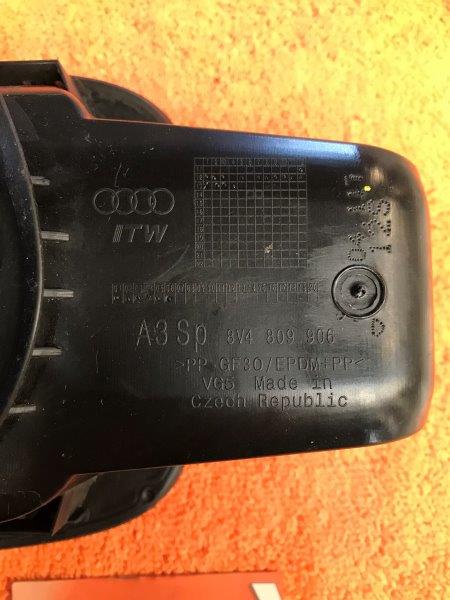 ITW
A3 Sp 8V4 809 906
>PP GF30/EPDM+PP<
VG5 Made in
Czech Republic